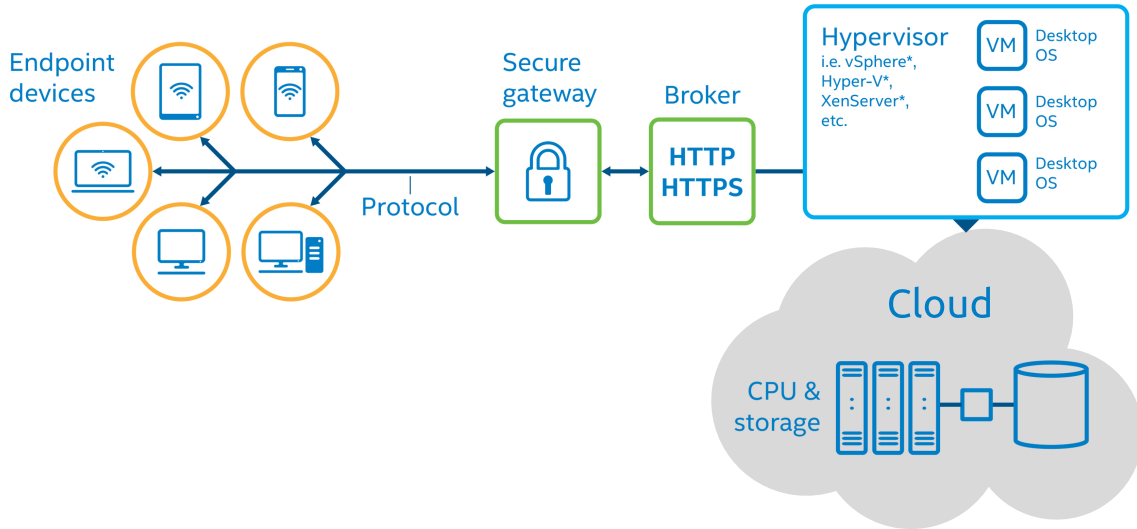 Endpoint
devices
Protocol
Secure
gateway
Broker
HTTP
HTTPS
Hypervisor
i.e. vSphere*,
Hyper-V*,
XenServer*,
etc.
VM
Desktop
OS
VM
Desktop
OS
VM
Desktop
OS
Cloud
CPU &
storage